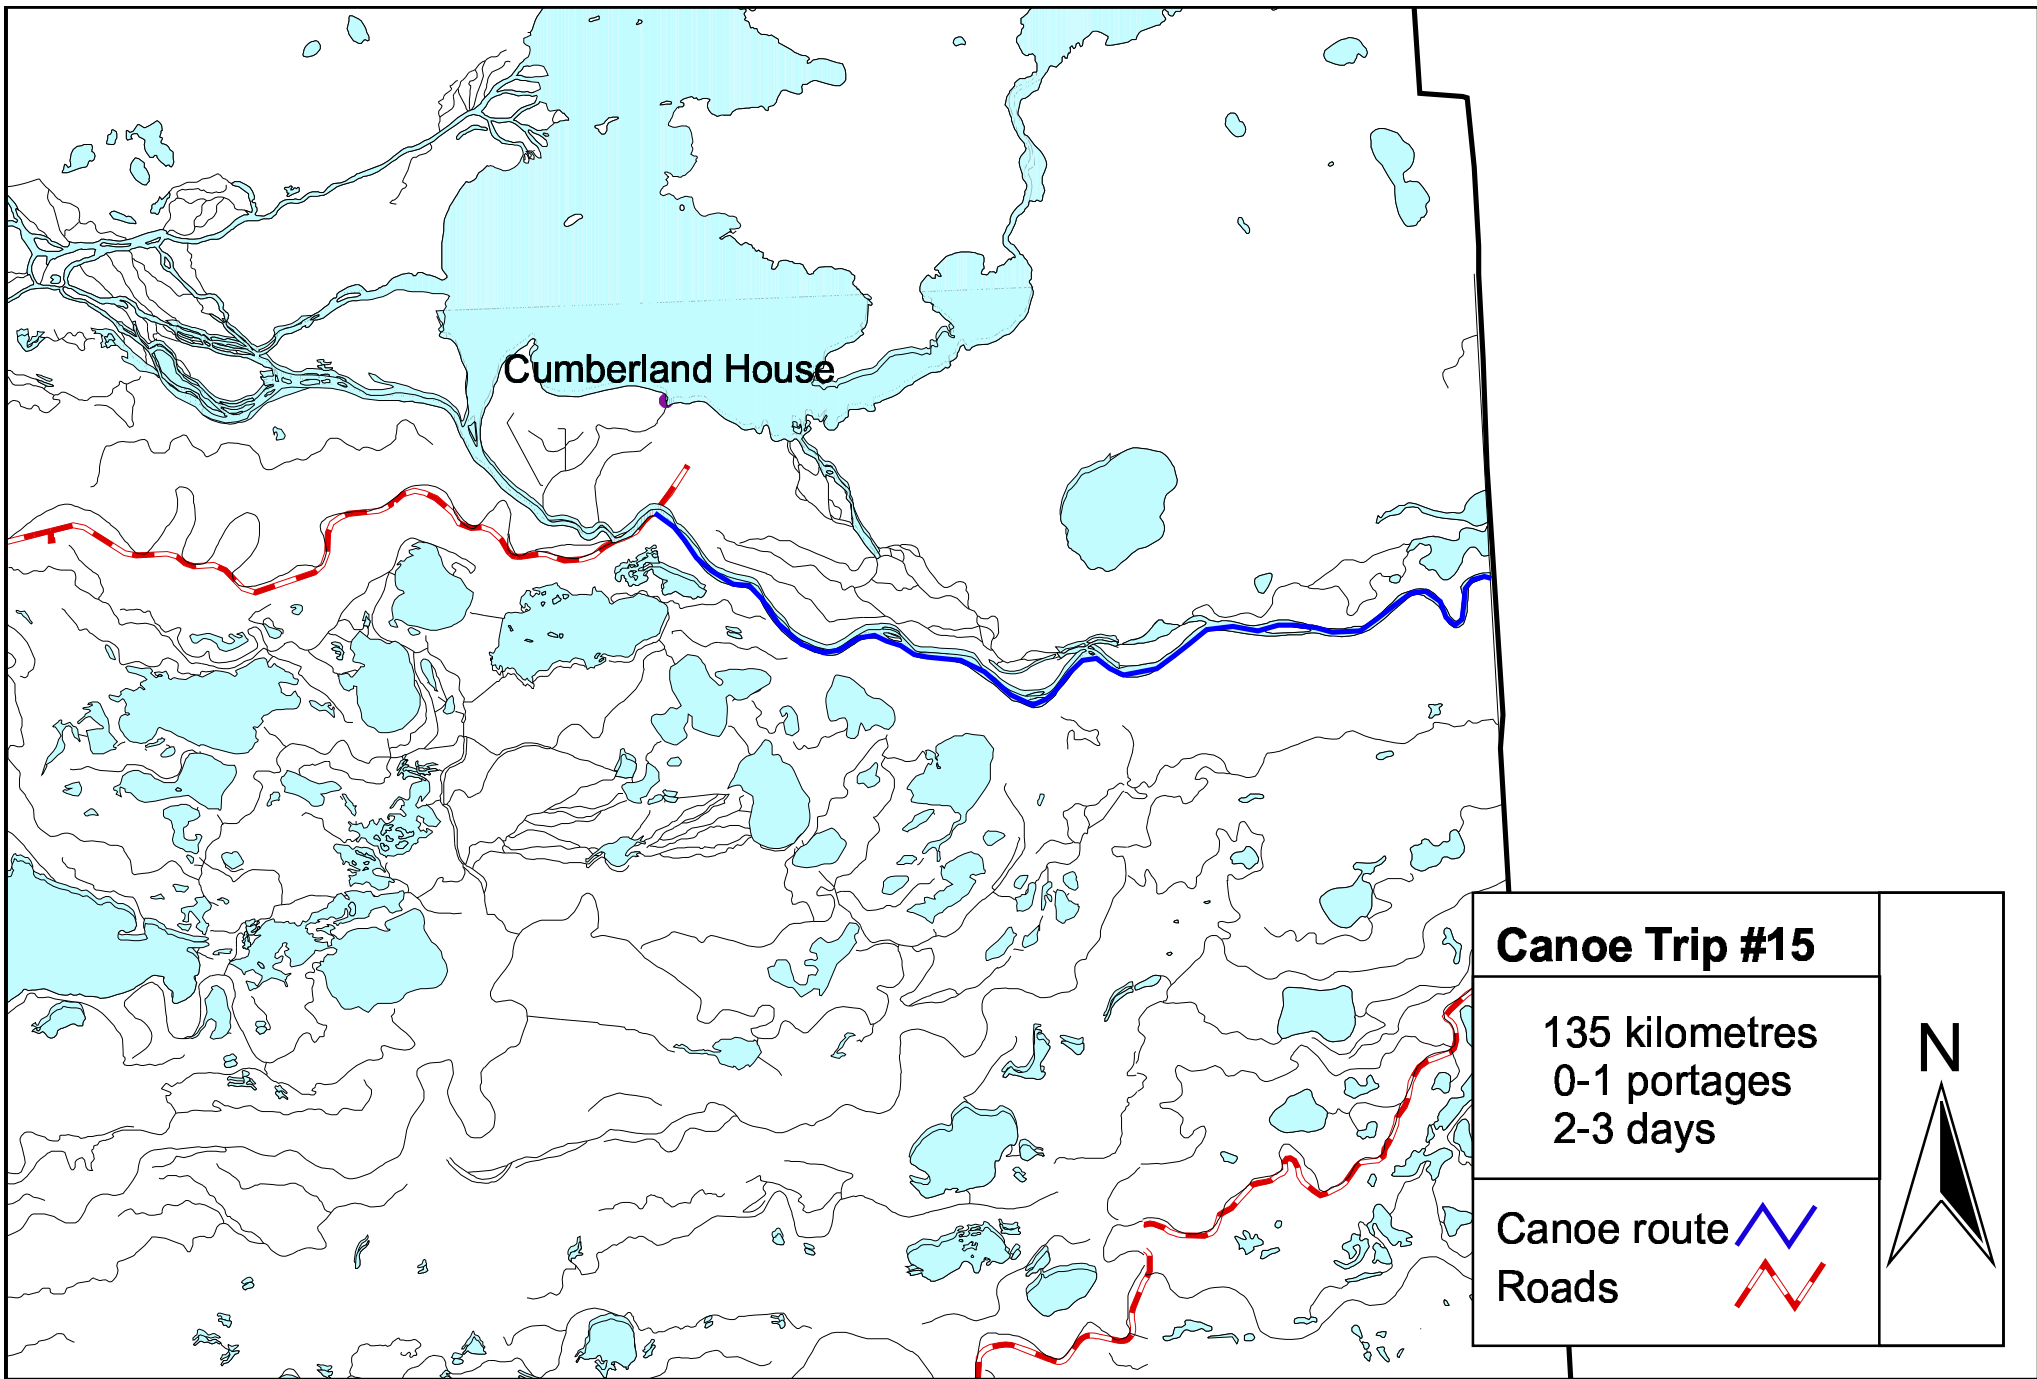 Cumberland House
Canoe Trip #15
135 kilometres
0-1 portages
2-3 days
N
Canoe route
Roads